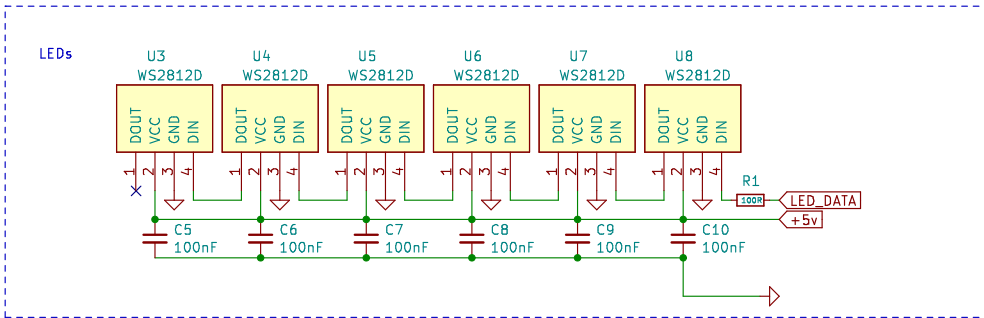 LEDs
U3 U4 U5 U6 U7 U8
WS2812D WS2812D WS2812D WS2812D WS2812D WS2812D
DOUT VCC GND DIN DOUT VCC GND DIN DOUT VCC GND DIN DOUT VCC GND DIN DOUT VCC GND DIN DOUT VCC GND DIN
1 2 3 4 1 2 3 4 1 2 3 4 1 2 3 4 1 2 3 4 1 2 3 4
R1
100R LED_DATA
+5v
C5 C6 C7 C8 C9 C10
100nF 100nF 100nF 100nF 100nF 100nF